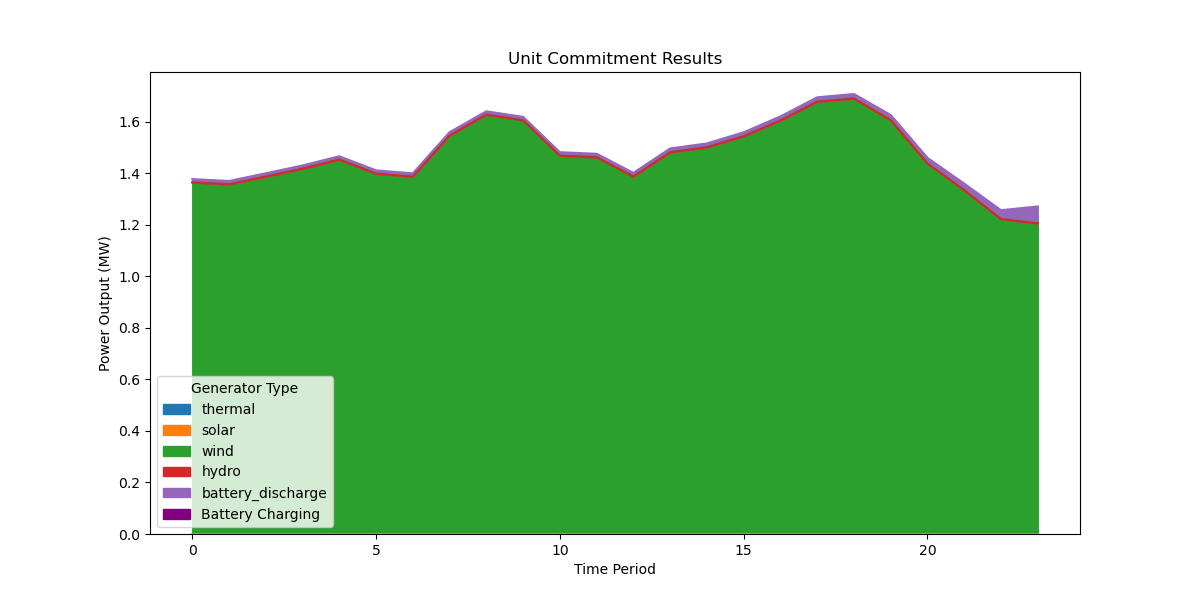 Unit Commitment Results
Power Output (MW)
1.6
1.4
1.2
1.0
0.8
0.6
0.4
0.2
0.0
Generator Type
thermal
solar
wind
hydro
battery_discharge
Battery Charging
0 5 10 15 20
Time Period